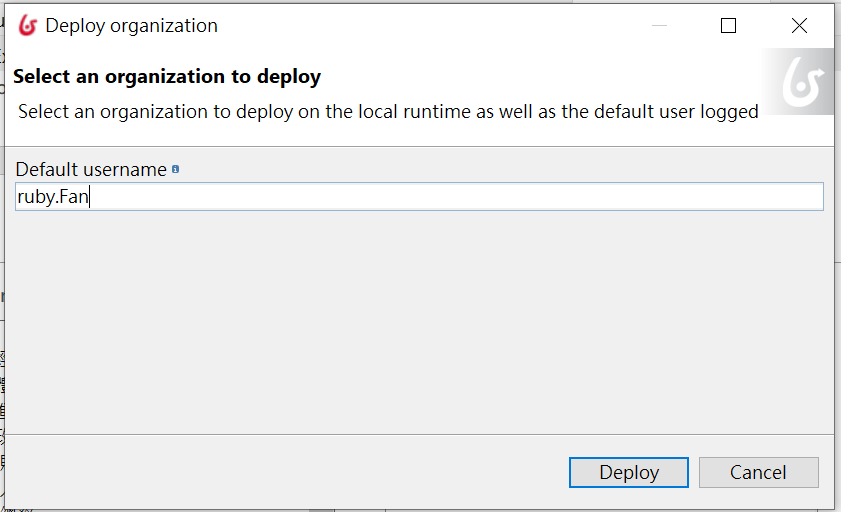 Deploy organization
Select an organization to deploy
Select an organization to deploy on the local runtime as well as the default user logged
Default username
ruby.Fan
Deploy
Cancel